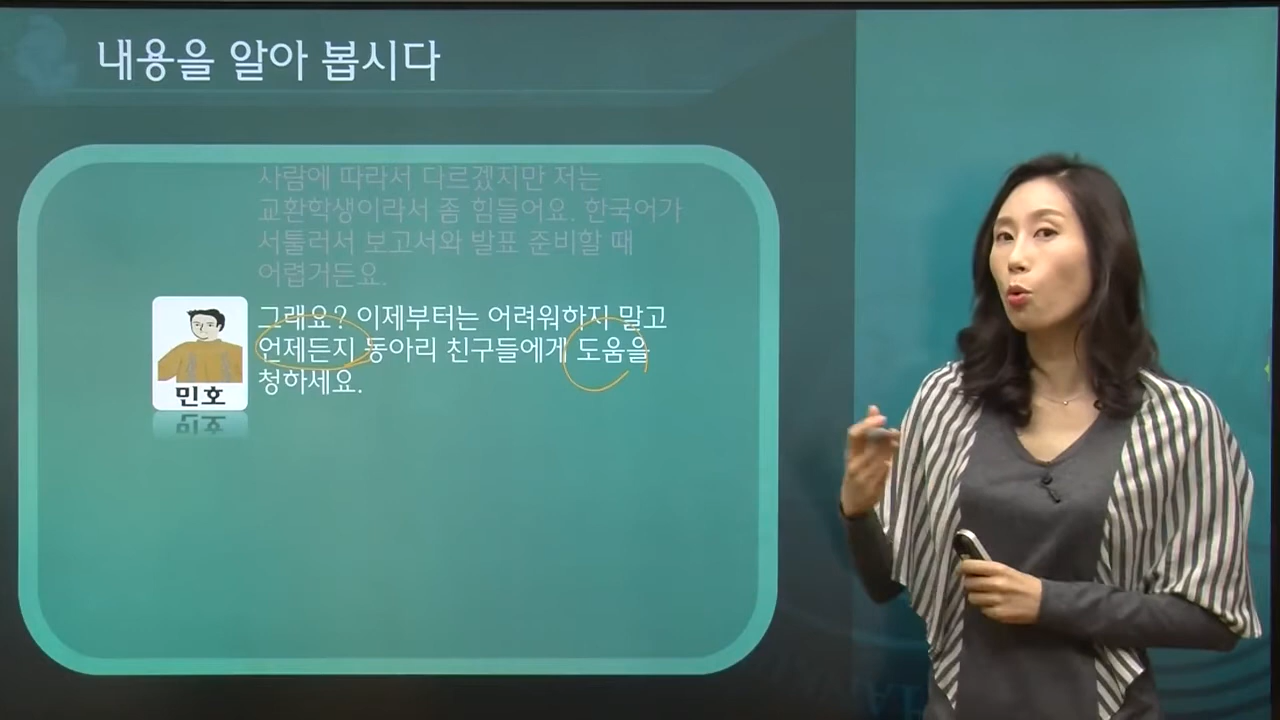 내용을 알아 봅시다
사람에 따라서 다르겠지만 저는
교환학생이라서 좀 힘들어요. 한국어가
서툴러서 보고서와 발표 준비할 때
어렵거든요.
그래요? 이제부터는 어려워하지 말고
언제든지 동아리 친구들에게 도움을
청하세요.
민호